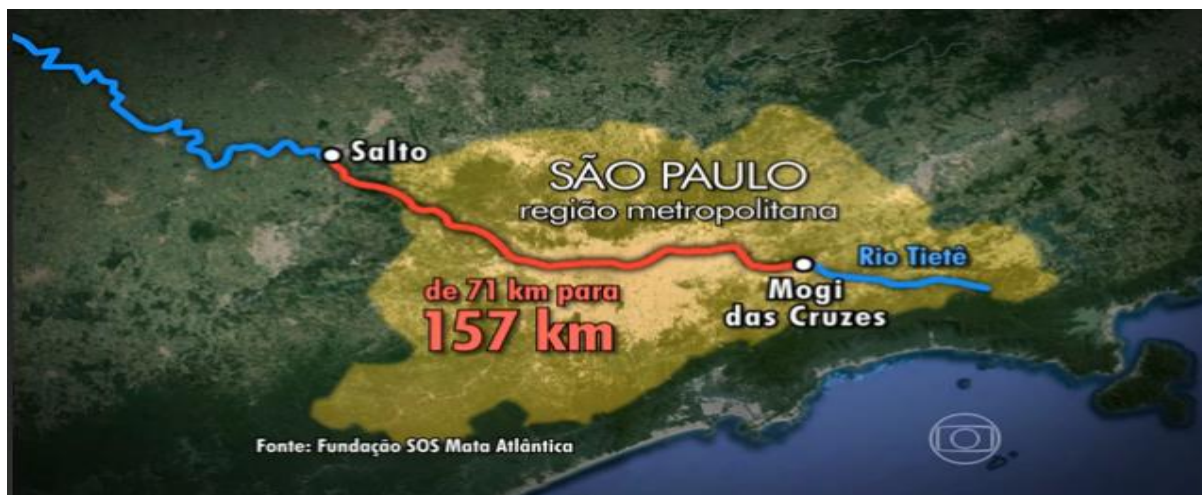 Salto
SÃO PAULO
região metropolitana
Rio Tietê
de 71 km para
157 km
Mogi
das Cruzes
Fonte: Fundação SOS Mata Atlântica